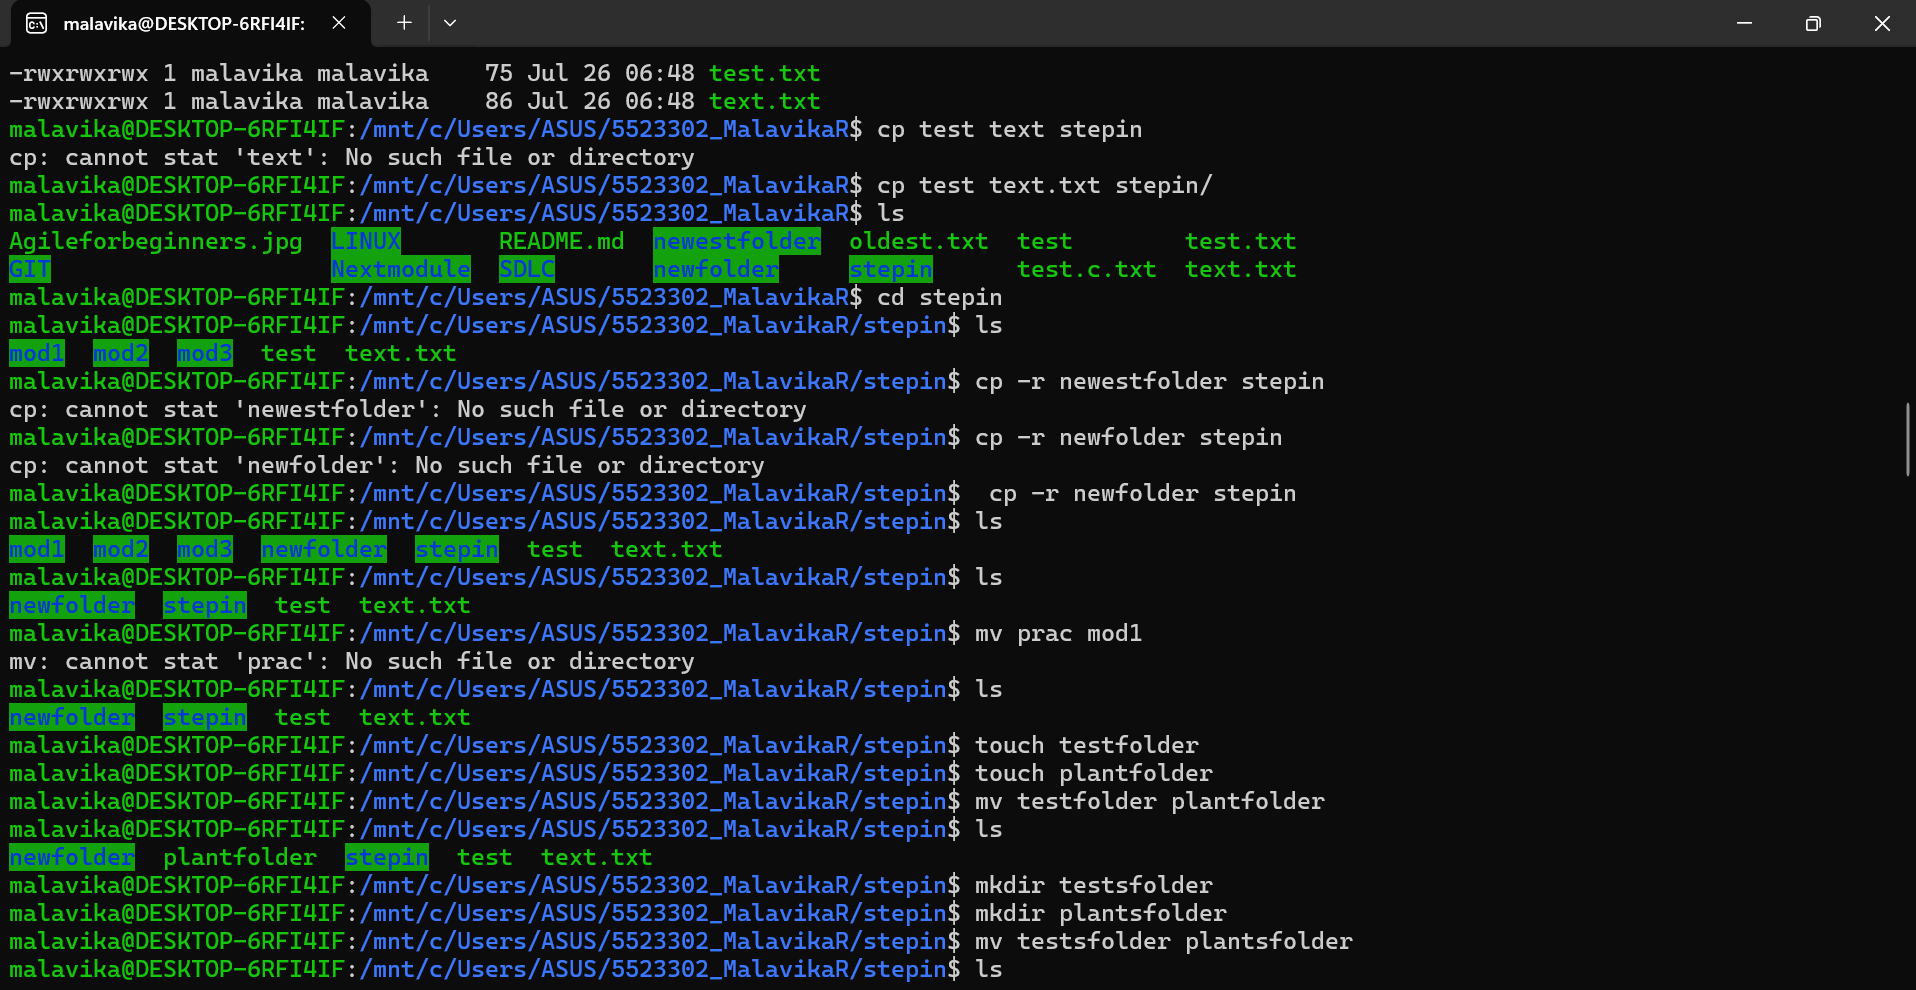 malavika@DESKTOP-6RFI4IF:
-rwxrwxrwx 1 malavika malavika    75 Jul 26 06:48 test.txt
-rwxrwxrwx 1 malavika malavika    86 Jul 26 06:48 text.txt
malavika@DESKTOP-6RFI4IF:/mnt/c/Users/ASUS/5523302_MalavikaR$ cp test text stepin
cp: cannot stat 'text': No such file or directory
malavika@DESKTOP-6RFI4IF:/mnt/c/Users/ASUS/5523302_MalavikaR$ cp test text.txt stepin/
malavika@DESKTOP-6RFI4IF:/mnt/c/Users/ASUS/5523302_MalavikaR$ ls
Agileforbeginners.jpg  LINUX       README.md  newestfolder  oldest.txt  test        test.txt
GIT                    Nextmodule  SDLC       newfolder     stepin      test.c.txt  text.txt
malavika@DESKTOP-6RFI4IF:/mnt/c/Users/ASUS/5523302_MalavikaR$ cd stepin
malavika@DESKTOP-6RFI4IF:/mnt/c/Users/ASUS/5523302_MalavikaR/stepin$ ls
mod1  mod2  mod3  test  text.txt
malavika@DESKTOP-6RFI4IF:/mnt/c/Users/ASUS/5523302_MalavikaR/stepin$ cp -r newestfolder stepin
cp: cannot stat 'newestfolder': No such file or directory
malavika@DESKTOP-6RFI4IF:/mnt/c/Users/ASUS/5523302_MalavikaR/stepin$ cp -r newfolder stepin
cp: cannot stat 'newfolder': No such file or directory
malavika@DESKTOP-6RFI4IF:/mnt/c/Users/ASUS/5523302_MalavikaR/stepin$  cp -r newfolder stepin
malavika@DESKTOP-6RFI4IF:/mnt/c/Users/ASUS/5523302_MalavikaR/stepin$ ls
mod1  mod2  mod3  newfolder  stepin  test  text.txt
malavika@DESKTOP-6RFI4IF:/mnt/c/Users/ASUS/5523302_MalavikaR/stepin$ ls
newfolder  stepin  test  text.txt
malavika@DESKTOP-6RFI4IF:/mnt/c/Users/ASUS/5523302_MalavikaR/stepin$ mv prac mod1
mv: cannot stat 'prac': No such file or directory
malavika@DESKTOP-6RFI4IF:/mnt/c/Users/ASUS/5523302_MalavikaR/stepin$ ls
newfolder  stepin  test  text.txt
malavika@DESKTOP-6RFI4IF:/mnt/c/Users/ASUS/5523302_MalavikaR/stepin$ touch testfolder
malavika@DESKTOP-6RFI4IF:/mnt/c/Users/ASUS/5523302_MalavikaR/stepin$ touch plantfolder
malavika@DESKTOP-6RFI4IF:/mnt/c/Users/ASUS/5523302_MalavikaR/stepin$ mv testfolder plantfolder
malavika@DESKTOP-6RFI4IF:/mnt/c/Users/ASUS/5523302_MalavikaR/stepin$ ls
newfolder  plantfolder  stepin  test  text.txt
malavika@DESKTOP-6RFI4IF:/mnt/c/Users/ASUS/5523302_MalavikaR/stepin$ mkdir testsfolder
malavika@DESKTOP-6RFI4IF:/mnt/c/Users/ASUS/5523302_MalavikaR/stepin$ mkdir plantsfolder
malavika@DESKTOP-6RFI4IF:/mnt/c/Users/ASUS/5523302_MalavikaR/stepin$ mv testsfolder plantsfolder
malavika@DESKTOP-6RFI4IF:/mnt/c/Users/ASUS/5523302_MalavikaR/stepin$ ls